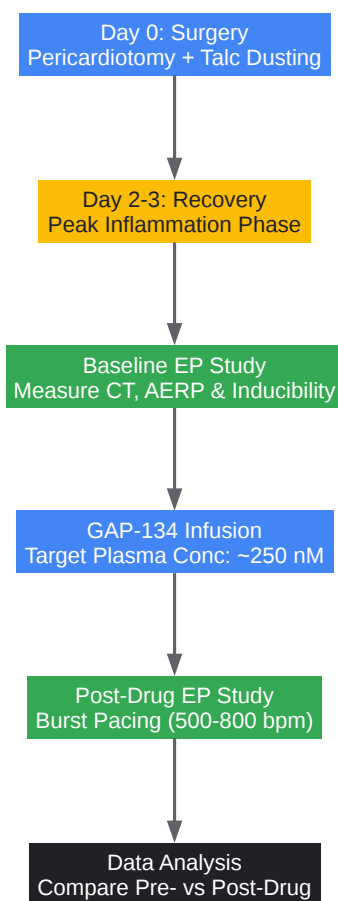 Day 0: Surgery
Pericardiotomy + Talc Dusting
Day 2-3: Recovery
Peak Inflammation Phase
Baseline EP Study
Measure CT, AERP & Inducibility
GAP-134 Infusion
Target Plasma Conc: ~250 nM
Post-Drug EP Study
Burst Pacing (500-800 bpm)
Data Analysis
Compare Pre- vs Post-Drug